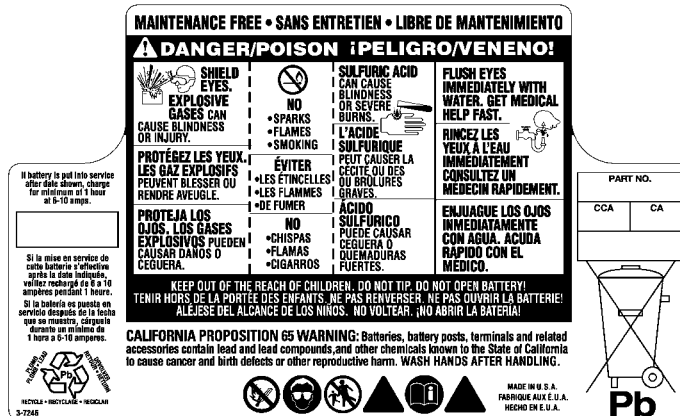 MAINTENANCE FREE • SANS ENTRETIEN • LIBRE DE MANTENIMIENTO
DANGER/POISON ¡PELIGRO/VENENO!
SHIELD
EYES.
EXPLOSIVE
GASES CAN
CAUSE BLINDNESS
OR INJURY.
NO
•SPARKS
•FLAMES
•SMOKING
SULFURIC ACID
CAN CAUSE
BLINDNESS
OR SEVERE
BURNS.
FLUSH EYES
IMMEDIATELY WITH
WATER. GET MEDICAL
HELP FAST.
PROTÉGEZ LES YEUX.
LES GAZ EXPLOSIFS
PEUVENT BLESSER OU
RENDRE AVEUGLE.
ÉVITER
•LES ÉTINCELLES
•LES FLAMMES
•DE FUMER
L'ACIDE
SULFURIQUE
PEUT CAUSER LA
CÉCITÉ OU DES
OU BRÛLURES
GRAVES.
RINCEZ LES
YEUX À L'EAU
IMMÉDIATEMENT
CONSULTEZ UN
MÉDECIN RAPIDEMENT.
PROTEJA LOS
OJOS. LOS GASES
EXPLOSIVOS PUEDEN
CAUSAR DAÑOS O
CEGUERA.
NO
•CHISPAS
•FLAMAS
•CIGARROS
ÁCIDO
SULFURICO
PUEDE CAUSAR
CEGUERA O
QUEMADURAS
FUERTES.
ENJUAGUE LOS OJOS
INMEDIATAMENTE
CON AGUA. ACUDA
RÁPIDO CON EL
MÉDICO.
KEEP OUT OF THE REACH OF CHILDREN. DO NOT TIP. DO NOT OPEN BATTERY!
TENIR HORS DE LA PORTÉE DES ENFANTS. NE PAS RENVERSER. NE PAS OUVRIR LA BATTERIE!
ALÉJESE DEL ALCANCE DE LOS NIÑOS. NO VOLTEAR. ¡NO ABRIR LA BATERÍA!
CALIFORNIA PROPOSITION 65 WARNING: Batteries, battery posts, terminals and related
accessories contain lead and lead compounds, and other chemicals known to the State of California
to cause cancer and birth defects or other reproductive harm. WASH HANDS AFTER HANDLING.
MADE IN U.S.A.
FABRIQUE AUX É.U.A.
HECHO EN E.U.A.
If battery is put into service
after date shown, charge
for minimum of 1 hour
at 6-10 amps.
Si la mise en service de
cette batterie s'effective
après la date indiquée,
veillez rechargé de 6 a 10
ampères pendant 1 heure.
Si la batería es puesta en
servicio después de la fecha
que se muestra, cárguela
durante un mínimo de
1 hora a 6-10 amperes.
Pb
RECYCLE • RECYCLAGE • RECICLAR
3-7246
PART NO.
CCA
CA
Pb